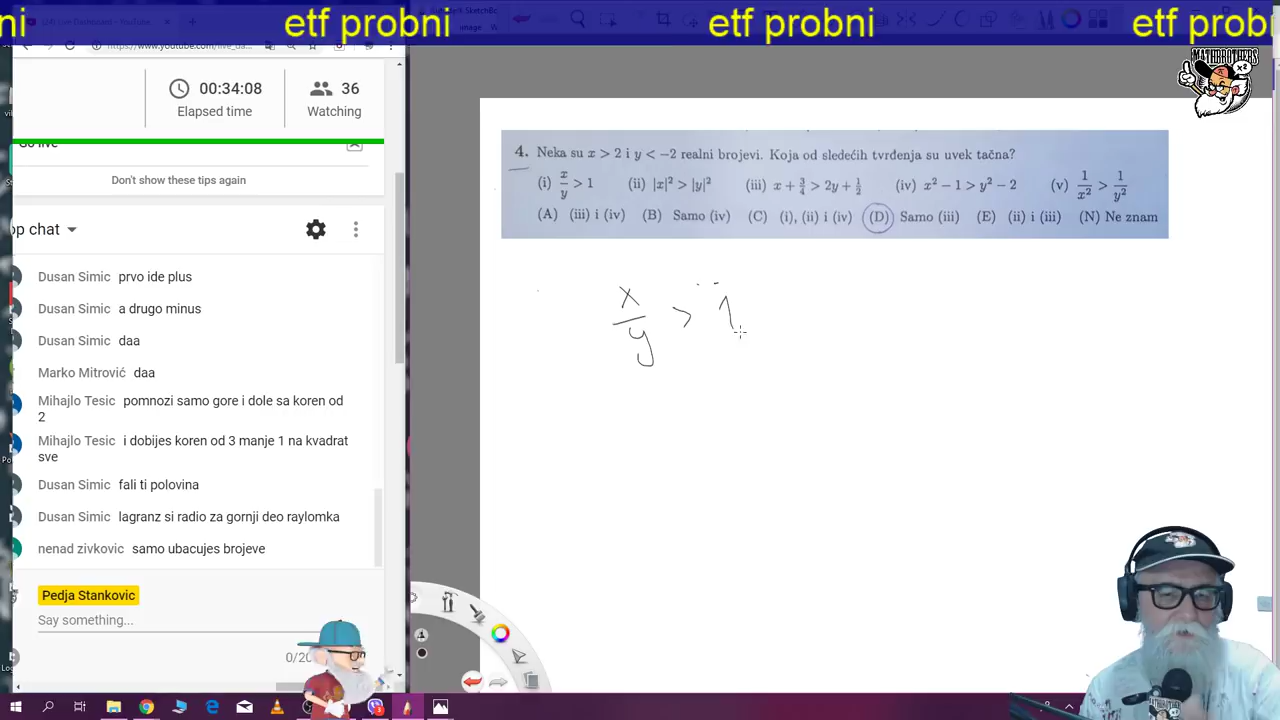 etf probni etf probni etf probni
00:34:08
Elapsed time
36
Watching
Don't show these tips again
op chat
Dusan Simic prvo ide plus
Dusan Simic a drugo minus
Dusan Simic daa
Marko Mitrović daa
Mihajlo Tesic pomnozi samo gore i dole sa koren od
2
Mihajlo Tesic i dobijes koren od 3 manje 1 na kvadrat
sve
Dusan Simic fali ti polovina
Dusan Simic lagranz si radio za gornji deo raylomka
nenad zivkovic samo ubacujes brojeve
Pedja Stankovic
Say something...
0/20
MATHBROTHERS
x²
4. Neka su x > 2 i y < −2 realni brojevi. Koja od sledećih tvrđenja su uvek tačna?
(i) x/y > 1 (ii) |x|² > |y|² (iii) x + 3/4 > 2y + 1/2 (iv) x² − 1 > y² − 2 (v) 1/x² > 1/y²
(A) (iii) i (iv) (B) Samo (iv) (C) (i), (ii) i (iv) (D) Samo (iii) (E) (ii) i (iii) (N) Ne znam
x/y > 1